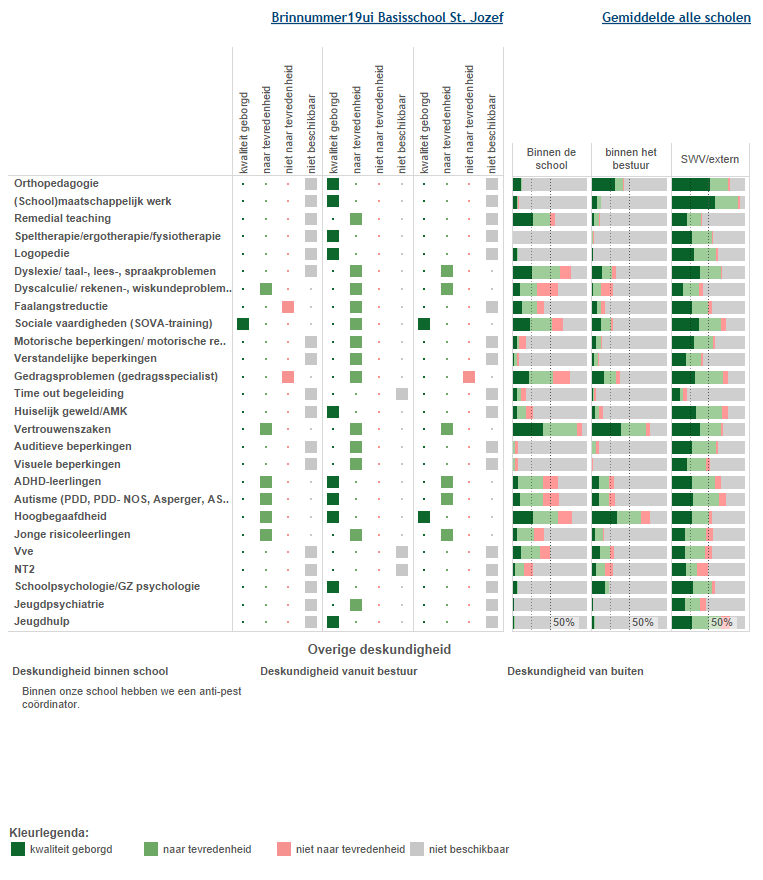 Brinnummer19ui Basisschool St. Jozef
Gemiddelde alle scholen
kwaliteit geborgd
naar tevredenheid
niet naar tevredenheid
niet beschikbaar
kwaliteit geborgd
naar tevredenheid
niet naar tevredenheid
niet beschikbaar
kwaliteit geborgd
naar tevredenheid
niet naar tevredenheid
niet beschikbaar
Binnen de
school
binnen het
bestuur
SWV/extern
Orthopedagogie
(School)maatschappelijk werk
Remedial teaching
Speltherapie/ergotherapie/fysiotherapie
Logopedie
Dyslexie/ taal-, lees-, spraakproblemen
Dyscalculie/ rekenen-, wiskundeproblem..
Faalangstreductie
Sociale vaardigheden (SOVA-training)
Motorische beperkingen/ motorische re..
Verstandelijke beperkingen
Gedragsproblemen (gedragsspecialist)
Time out begeleiding
Huiselijk geweld/AMK
Vertrouwenszaken
Auditieve beperkingen
Visuele beperkingen
ADHD-leerlingen
Autisme (PDD, PDD- NOS, Asperger, AS..
Hoogbegaafdheid
Jonge risicoleerlingen
Vve
NT2
Schoolpsychologie/GZ psychologie
Jeugdpsychiatrie
Jeugdhulp
50%
50%
50%
Overige deskundigheid
Deskundigheid binnen school
Deskundigheid vanuit bestuur
Deskundigheid van buiten
Binnen onze school hebben we een anti-pest
coördinator.
Kleurlegenda:
kwaliteit geborgd
naar tevredenheid
niet naar tevredenheid
niet beschikbaar